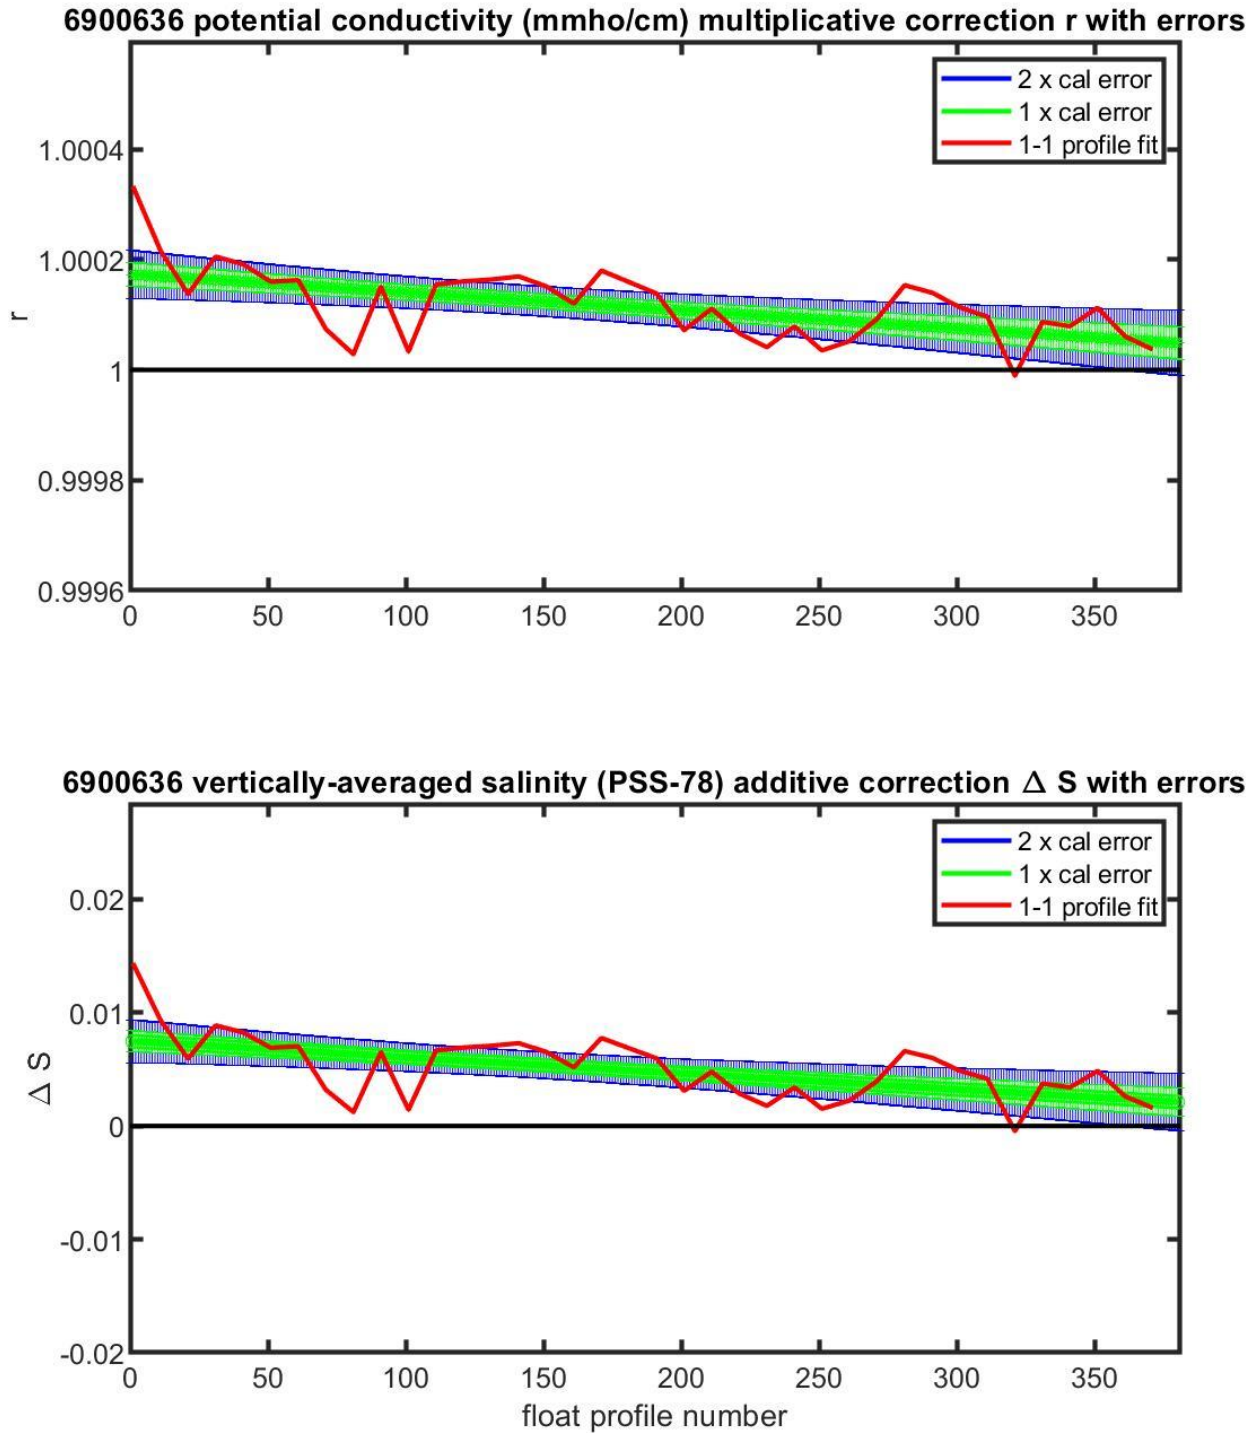 6900636 potential conductivity (mmho/cm) multiplicative correction r with errors
2 x cal error
1 x cal error
1-1 profile fit
1.0004
1.0002
1
0.9998
0.9996
r
0 50 100 150 200 250 300 350
6900636 vertically-averaged salinity (PSS-78) additive correction Δ S with errors
2 x cal error
1 x cal error
1-1 profile fit
0.02
0.01
0
-0.01
-0.02
Δ S
0 50 100 150 200 250 300 350
float profile number